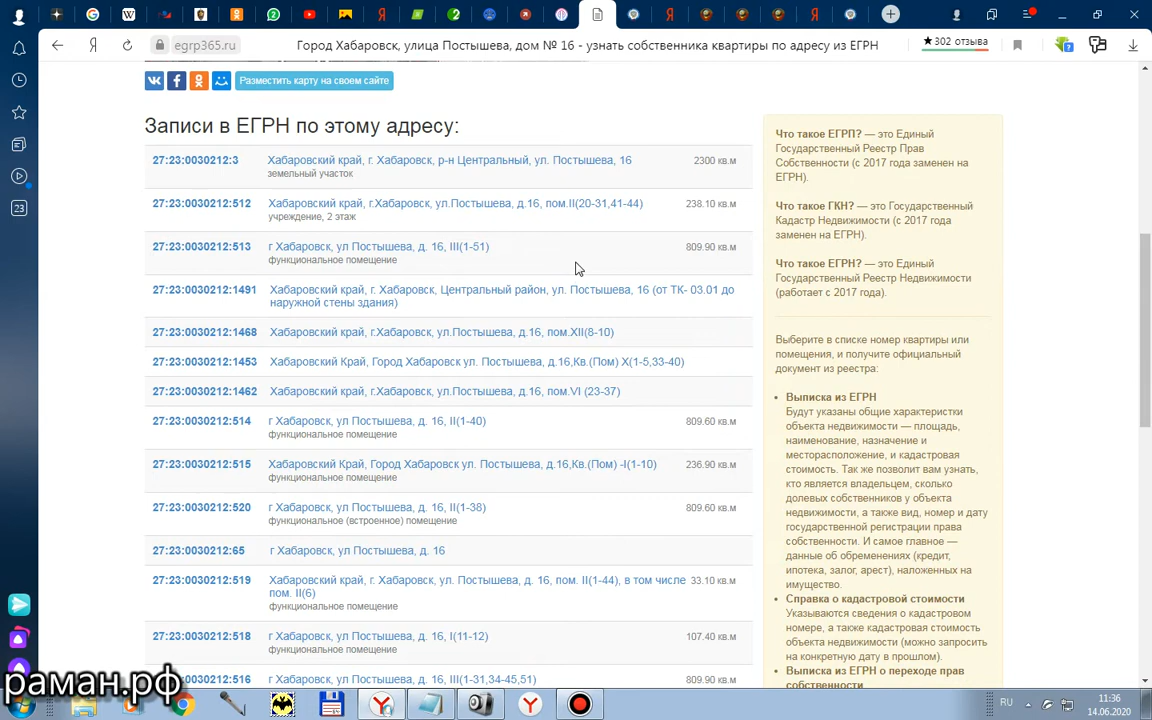 egrp365.ru
Город Хабаровск, улица Постышева, дом № 16 - узнать собственника квартиры по адресу из ЕГРН
★302 отзыва
Разместить карту на своем сайте
Записи в ЕГРН по этому адресу:
27:23:0030212:3 Хабаровский край, г. Хабаровск, р-н Центральный, ул. Постышева, 16 2300 кв.м
земельный участок
27:23:0030212:512 Хабаровский край, г.Хабаровск, ул.Постышева, д.16, пом.II(20-31,41-44) 238.10 кв.м
учреждение, 2 этаж
27:23:0030212:513 г Хабаровск, ул Постышева, д. 16, III(1-51) 809.90 кв.м
функциональное помещение
27:23:0030212:1491 Хабаровский край, г. Хабаровск, Центральный район, ул. Постышева, 16 (от ТК- 03.01 до
наружной стены здания)
27:23:0030212:1468 Хабаровский край, г.Хабаровск, ул.Постышева, д.16, пом.XII(8-10)
27:23:0030212:1453 Хабаровский Край, Город Хабаровск ул. Постышева, д.16,Кв.(Пом) X(1-5,33-40)
27:23:0030212:1462 Хабаровский край, г.Хабаровск, ул.Постышева, д.16, пом.VI (23-37)
27:23:0030212:514 г Хабаровск, ул Постышева, д. 16, II(1-40) 809.60 кв.м
функциональное помещение
27:23:0030212:515 Хабаровский Край, Город Хабаровск ул. Постышева, д.16,Кв.(Пом) -I(1-10) 236.90 кв.м
функциональное помещение
27:23:0030212:520 г Хабаровск, ул Постышева, д. 16, II(1-38) 809.60 кв.м
функциональное (встроенное) помещение
27:23:0030212:65 г Хабаровск, ул Постышева, д. 16
27:23:0030212:519 Хабаровский край, г. Хабаровск, ул. Постышева, д. 16, пом. II(1-44), в том числе 33.10 кв.м
пом. II(6)
функциональное помещение
27:23:0030212:518 г Хабаровск, ул Постышева, д. 16, I(11-12) 107.40 кв.м
функциональное помещение
27:23:0030212:516 г Хабаровск, ул Постышева, д. 16, III(1-31,34-45,51) 809.90 кв.м
Что такое ЕГРП? — это Единый
Государственный Реестр Прав
Собственности (с 2017 года заменен на
ЕГРН).
Что такое ГКН? — это Государственный
Кадастр Недвижимости (с 2017 года
заменен на ЕГРН).
Что такое ЕГРН? — это Единый
Государственный Реестр Недвижимости
(работает с 2017 года).
Выберите в списке номер квартиры или
помещения, и получите официальный
документ из реестра:
• Выписка из ЕГРН
Будут указаны общие характеристки
объекта недвижимости — площадь,
наименование, назначение и
месторасположение, и кадастровая
стоимость. Так же позволит вам узнать,
кто является владельцем, сколько
долевых собственников у объекта
недвижимости, а также вид, номер и дату
государственной регистрации права
собственности. И самое главное —
данные об обременениях (кредит,
ипотека, залог, арест), наложенных на
имущество.
• Справка о кадастровой стоимости
Указываются сведения о кадастровом
номере, а также кадастровая стоимость
объекта недвижимости (можно запросить
на конкретную дату в прошлом).
• Выписка из ЕГРН о переходе прав
собственности
23
раман.рф
RU
11:36
14.06.2020